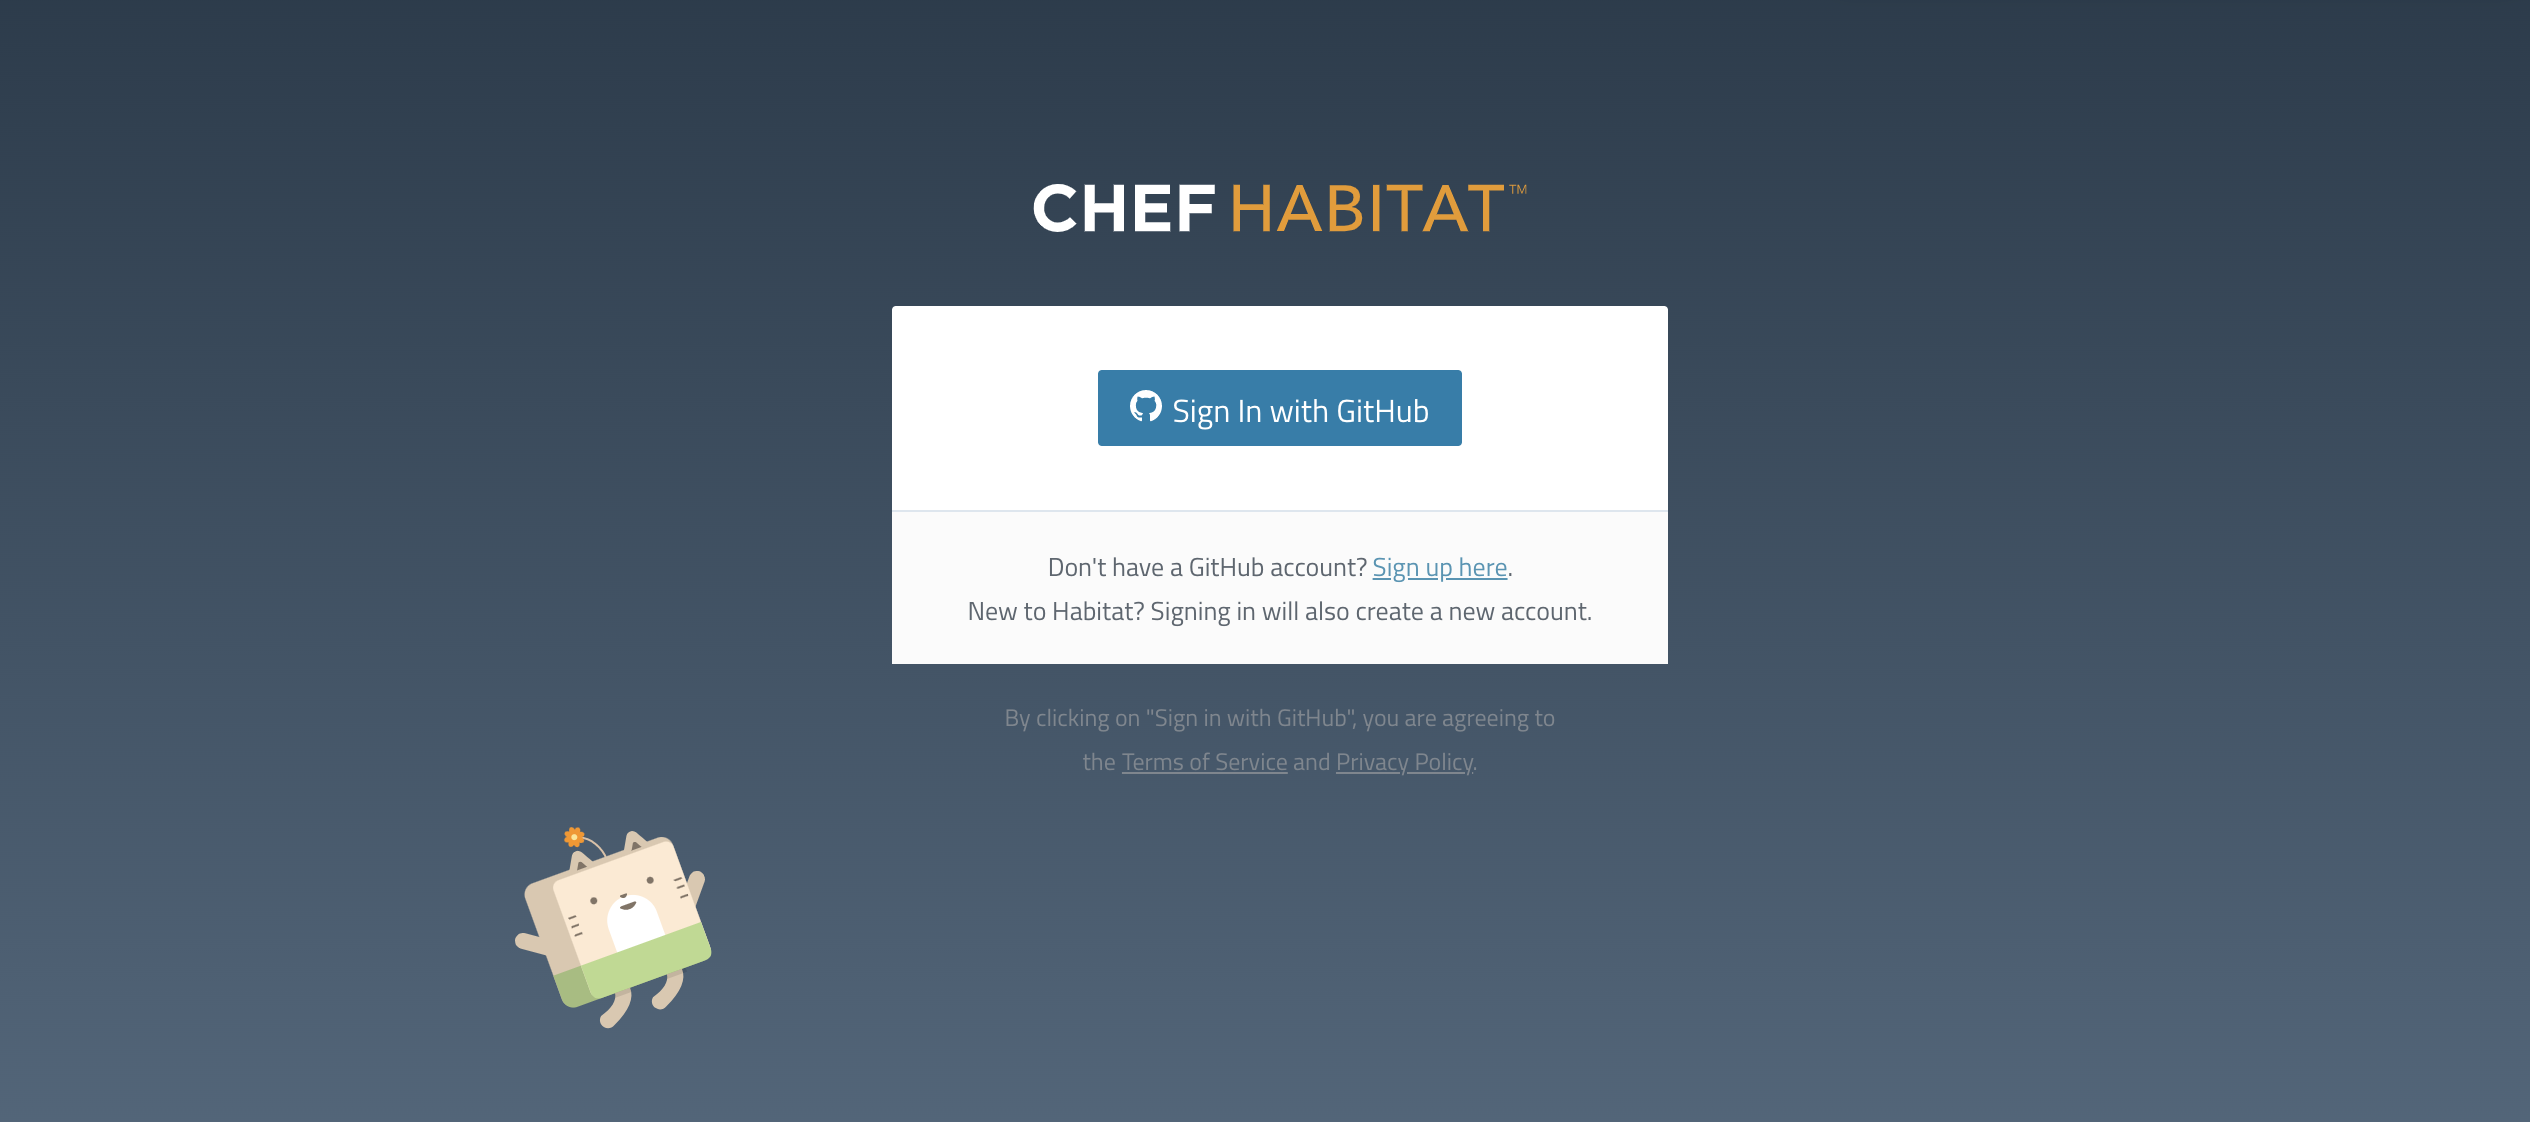 CHEF HABITAT™
Sign In with GitHub
Don't have a GitHub account? Sign up here.
New to Habitat? Signing in will also create a new account.
By clicking on "Sign in with GitHub", you are agreeing to
the Terms of Service and Privacy Policy.